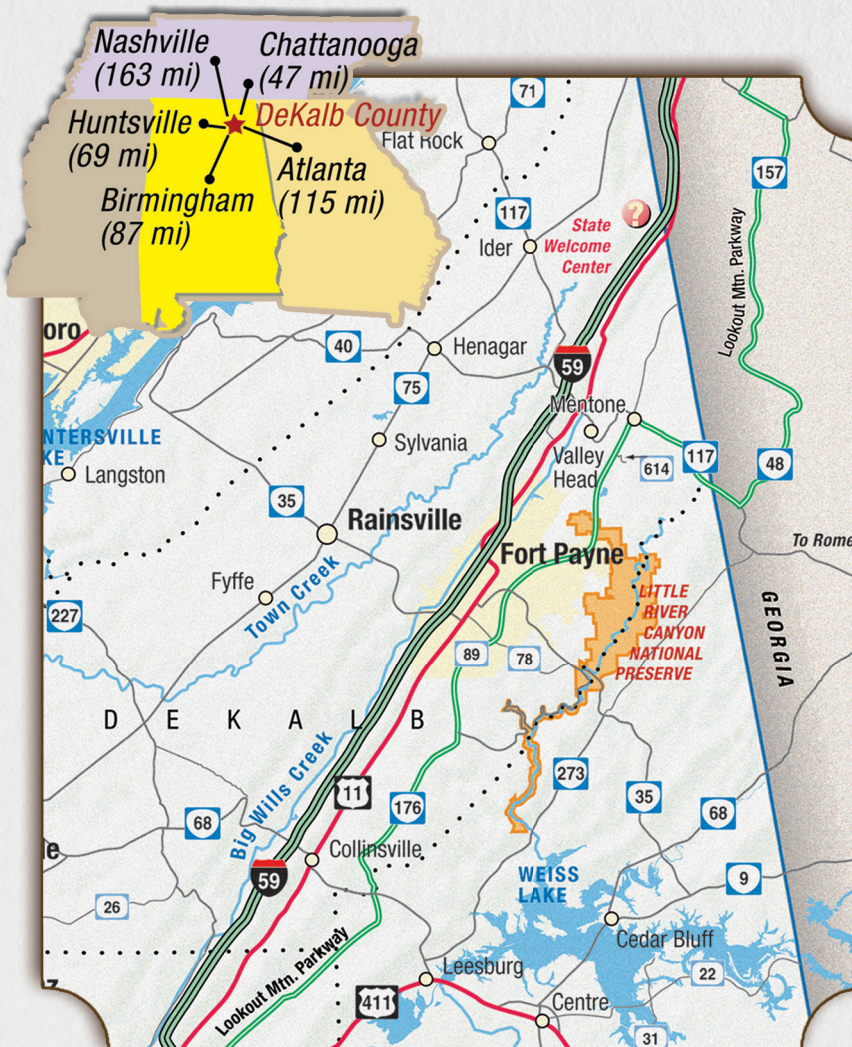 Nashville
(163 mi)
Chattanooga
(47 mi)
DeKalb County
Huntsville
(69 mi)
Atlanta
(115 mi)
Birmingham
(87 mi)
71
Flat Rock
157
117
State
Welcome
Center
?
Ider
Lookout Mtn. Parkway
oro
40
Henagar
59
75
Mentone
NTERSVILLE
KE
Sylvania
Valley
Head
614
117
48
Langston
35
Rainsville
Fort Payne
To Rome
Fyffe
Town Creek
LITTLE
RIVER
CANYON
NATIONAL
PRESERVE
GEORGIA
227
89
78
D E K A L B
Big Wills Creek
11
176
273
35
68
68
le
Collinsville
59
WEISS
LAKE
9
26
Cedar Bluff
Lookout Mtn. Parkway
Leesburg
22
411
Centre
31